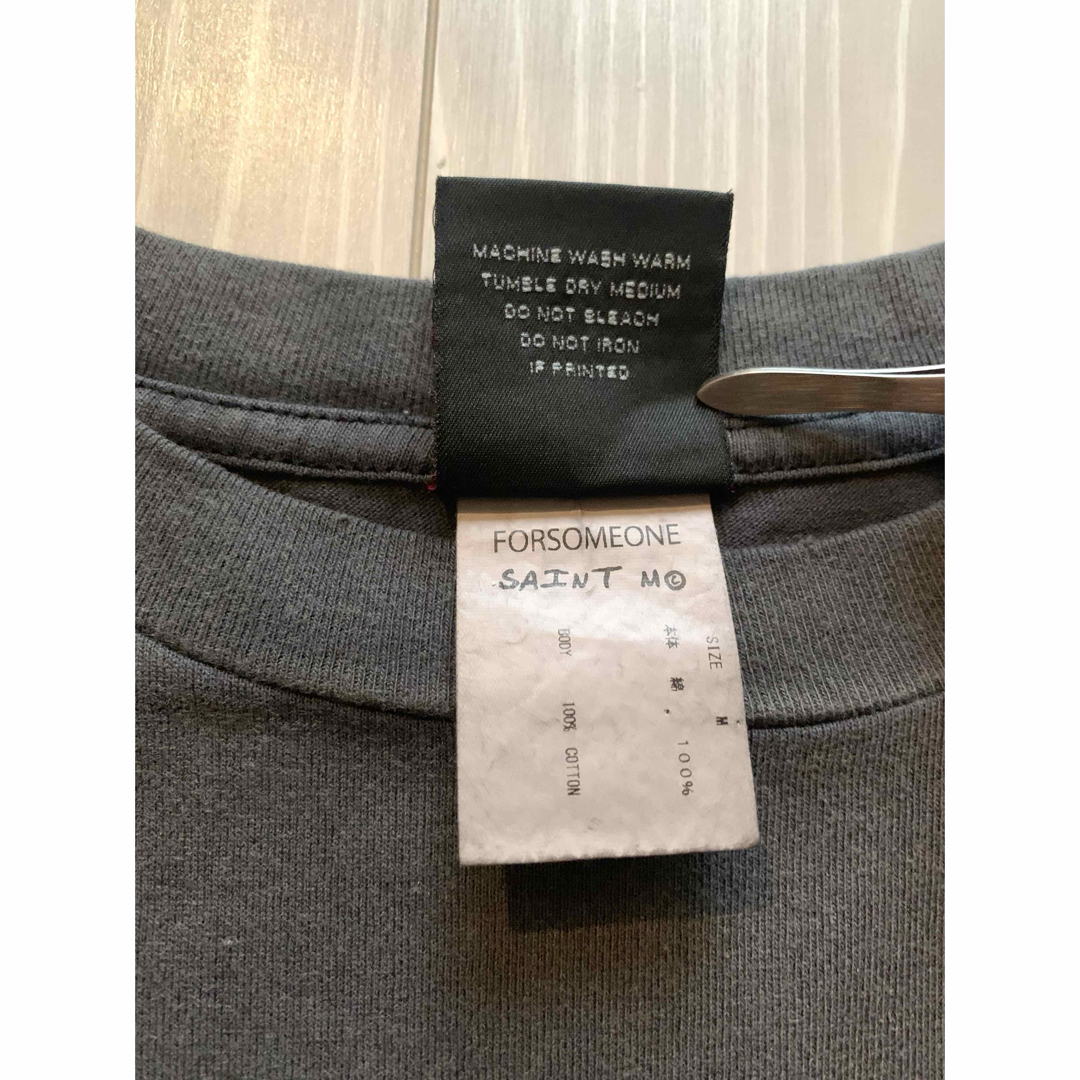 MACHINE WASH WARM
TUMBLE DRY MEDIUM
DO NOT BLEACH
DO NOT IRON
IF PRINTED
FORSOMEONE
SAINT M©
SIZE M
本体 綿 100%
BODY 100% COTTON